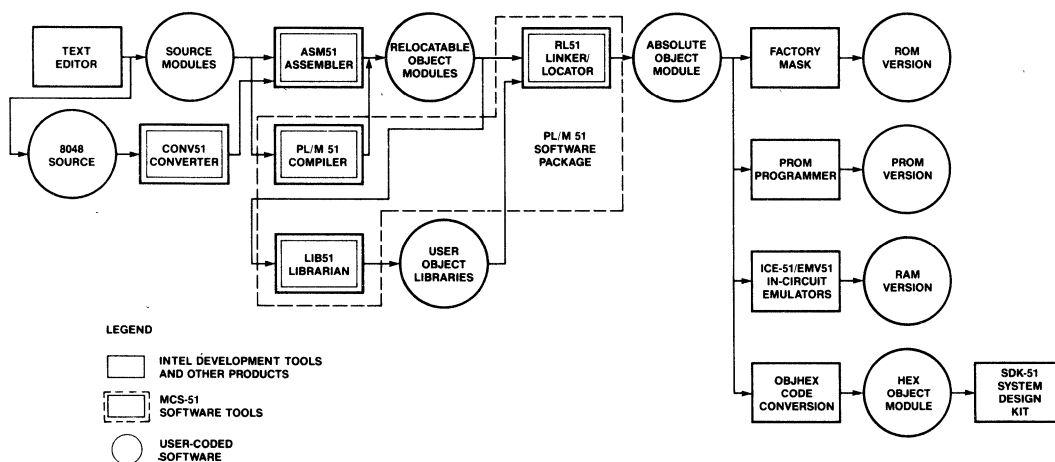 TEXT
EDITOR
SOURCE
MODULES
ASM51
ASSEMBLER
RELOCATABLE
OBJECT
MODULES
RL51
LINKER/
LOCATOR
ABSOLUTE
OBJECT
MODULE
FACTORY
MASK
ROM
VERSION
8048
SOURCE
CONV51
CONVERTER
PL/M 51
COMPILER
PL/M 51
SOFTWARE
PACKAGE
PROM
PROGRAMMER
PROM
VERSION
LIB51
LIBRARIAN
USER
OBJECT
LIBRARIES
ICE-51/EMV51
IN-CIRCUIT
EMULATORS
RAM
VERSION
OBJHEX
CODE
CONVERSION
HEX
OBJECT
MODULE
SDK-51
SYSTEM
DESIGN
KIT
LEGEND
INTEL DEVELOPMENT TOOLS
AND OTHER PRODUCTS
MCS-51
SOFTWARE TOOLS
USER-CODED
SOFTWARE